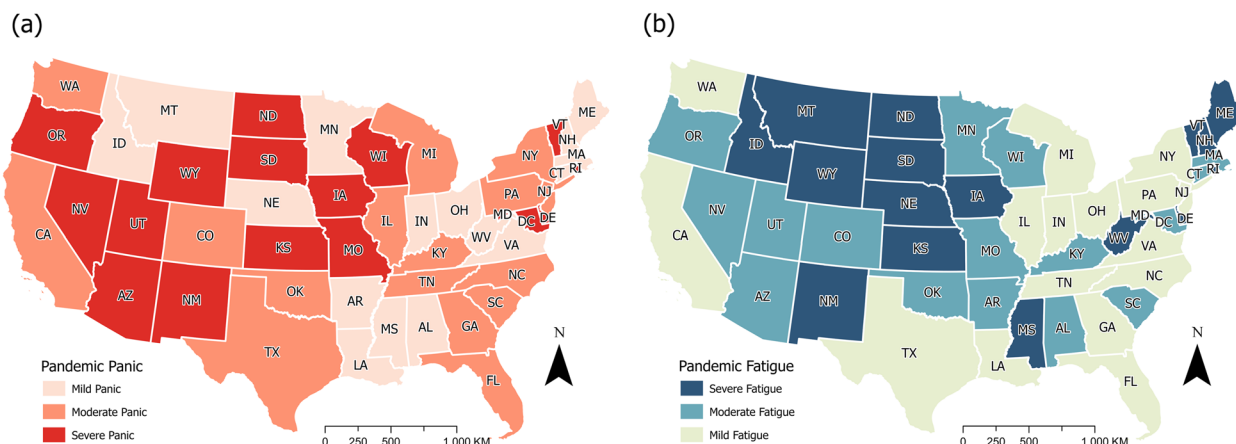 (a)
WA
MT
ND
MN
ME
VT
NH
OR
ID
SD
WI
MI
NY
MA
CT
RI
WY
IA
PA
NJ
NE
OH
MD
DE
NV
UT
IL
IN
DC
WV
VA
CA
CO
KS
MO
KY
TN
NC
AZ
NM
OK
AR
SC
MS
AL
GA
TX
LA
FL
N
Pandemic Panic
Mild Panic
Moderate Panic
Severe Panic
0 250 500 1,000 KM
(b)
WA
MT
ND
MN
ME
VT
NH
OR
ID
SD
WI
MI
NY
MA
CT
RI
WY
IA
PA
NJ
NE
OH
MD
DE
NV
UT
IL
IN
DC
WV
VA
CA
CO
KS
MO
KY
TN
NC
AZ
NM
OK
AR
SC
MS
AL
GA
TX
LA
FL
N
Pandemic Fatigue
Severe Fatigue
Moderate Fatigue
Mild Fatigue
0 250 500 1,000 KM